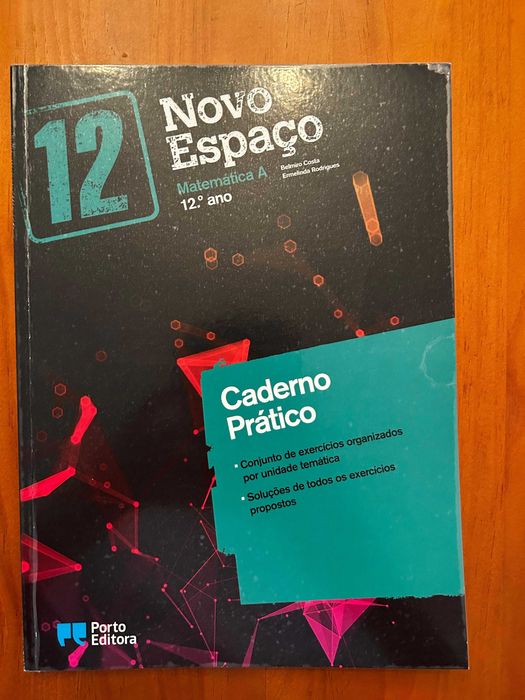 12
Novo
Espaço
Belmiro Costa
Ermelinda Rodrigues
Matemática A
12.º ano
Caderno
Prático
• Conjunto de exercícios organizados
por unidade temática
• Soluções de todos os exercícios
propostos
Porto
Editora